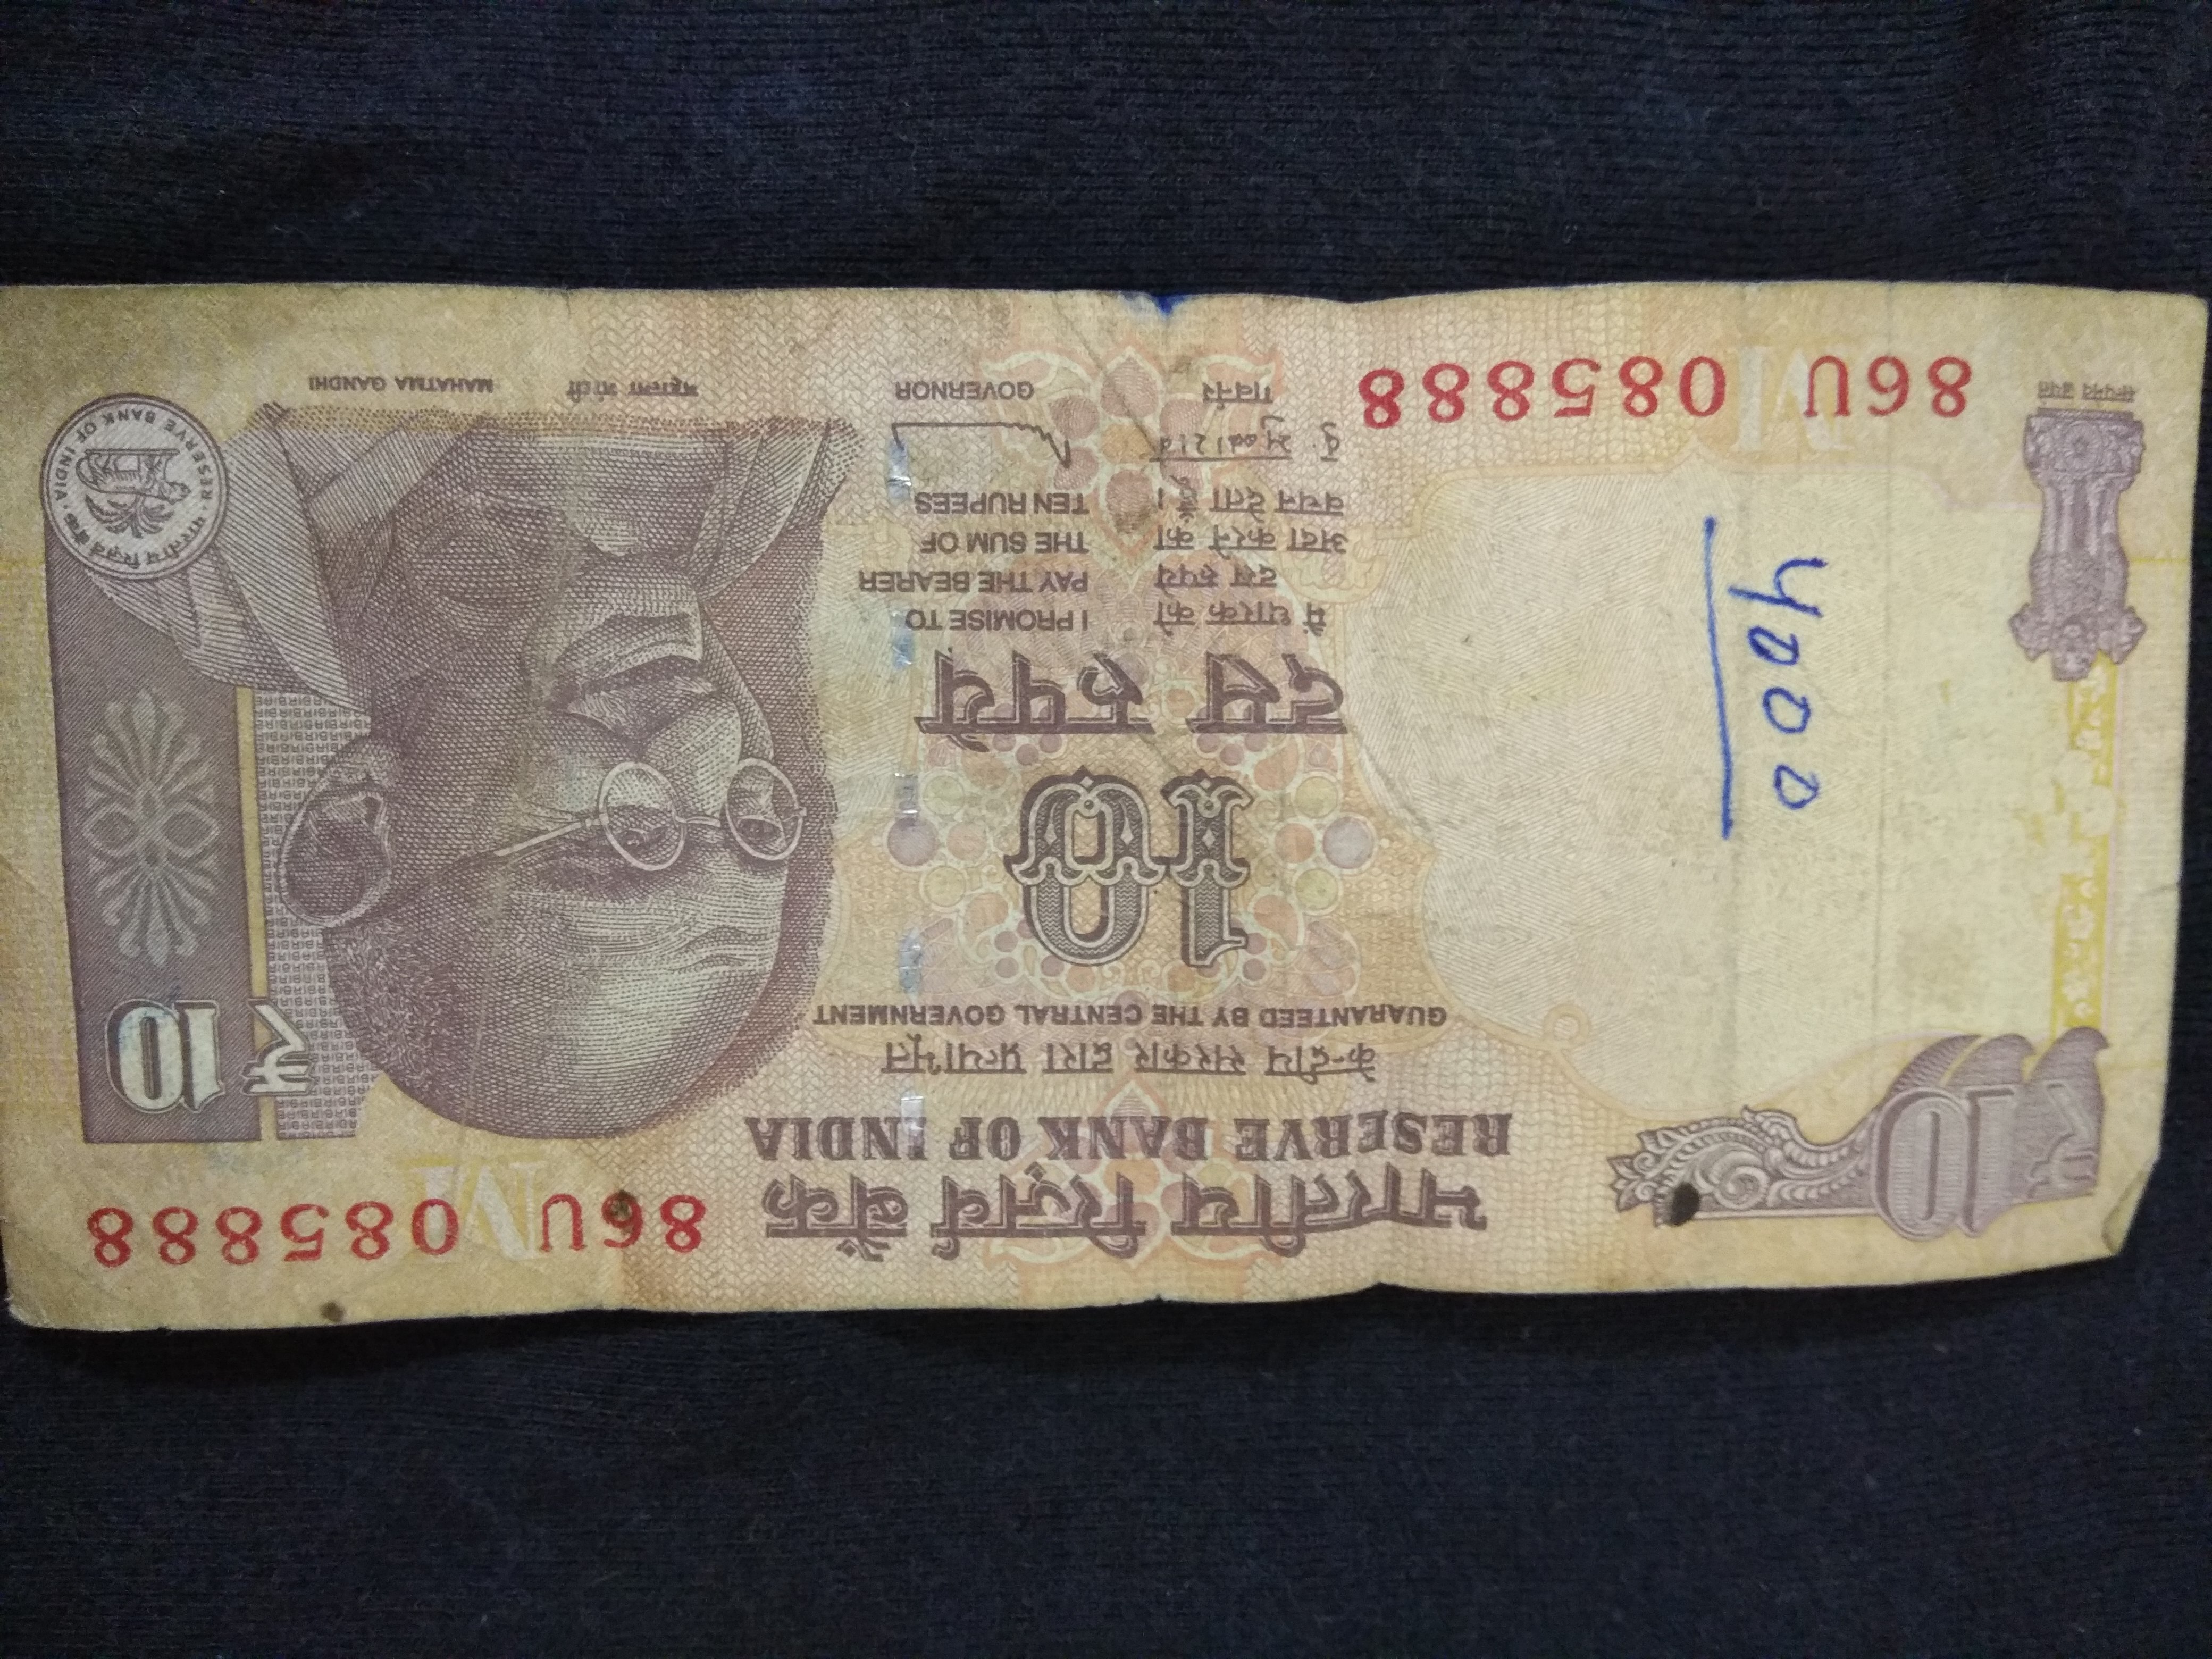 86U 085888
भारतीय रिज़र्व बैंक
RESERVE BANK OF INDIA
केन्द्रीय सरकार द्वारा प्रत्याभूत
GUARANTEED BY THE CENTRAL GOVERNMENT
₹10
₹10
10
दस रुपये
मैं धारक को
दस रुपये
अदा करने का
वचन देता हूँ।
I PROMISE TO
PAY THE BEARER
THE SUM OF
TEN RUPEES
गवर्नर
GOVERNOR
सत्यमेव जयते
86U 085888
महात्मा गांधी
MAHATMA GANDHI
भारतीय रिज़र्व बैंक
RESERVE BANK OF INDIA
4000